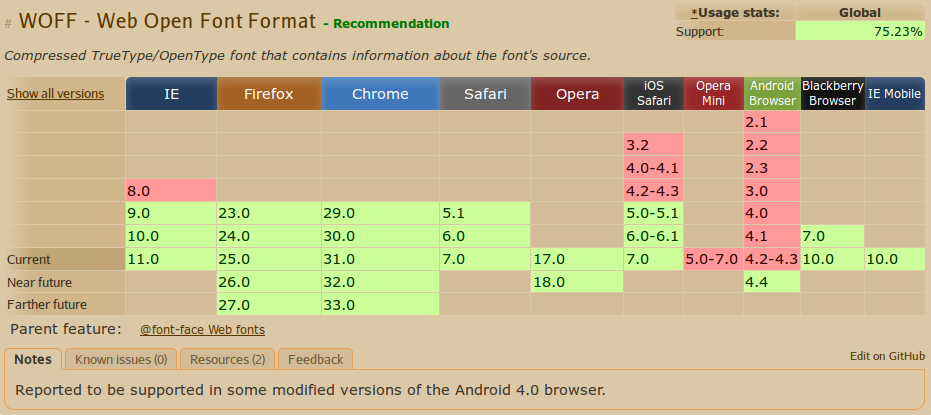 # WOFF - Web Open Font Format - Recommendation
*Usage stats: Global
Support: 75.23%
Compressed TrueType/OpenType font that contains information about the font's source.
Show all versions IE Firefox Chrome Safari Opera iOS Safari Opera Mini Android Browser Blackberry Browser IE Mobile
2.1
3.2 2.2
4.0-4.1 2.3
8.0 4.2-4.3 3.0
9.0 23.0 29.0 5.1 5.0-5.1 4.0
10.0 24.0 30.0 6.0 6.0-6.1 4.1 7.0
Current 11.0 25.0 31.0 7.0 17.0 7.0 5.0-7.0 4.2-4.3 10.0 10.0
Near future 26.0 32.0 18.0 4.4
Farther future 27.0 33.0
Parent feature: @font-face Web fonts
Notes Known issues (0) Resources (2) Feedback Edit on GitHub
Reported to be supported in some modified versions of the Android 4.0 browser.